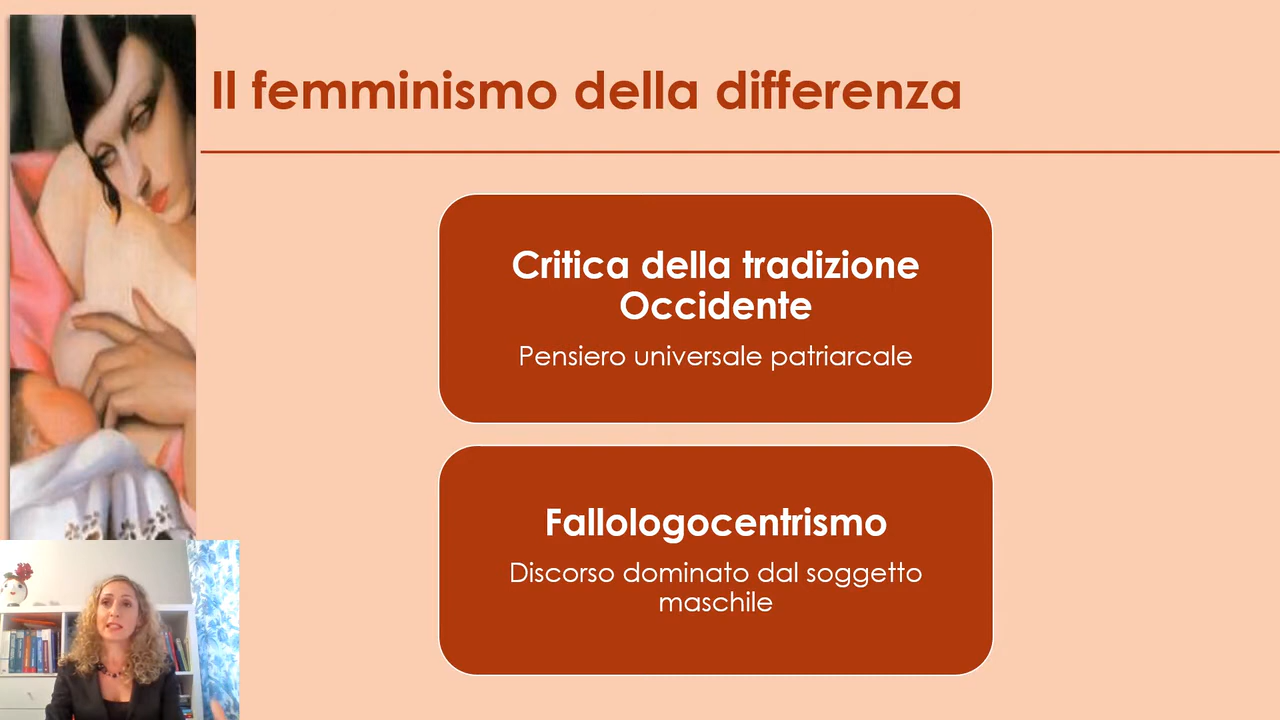 Il femminismo della differenza
Critica della tradizione
Occidente
Pensiero universale patriarcale
Fallologocentrismo
Discorso dominato dal soggetto
maschile